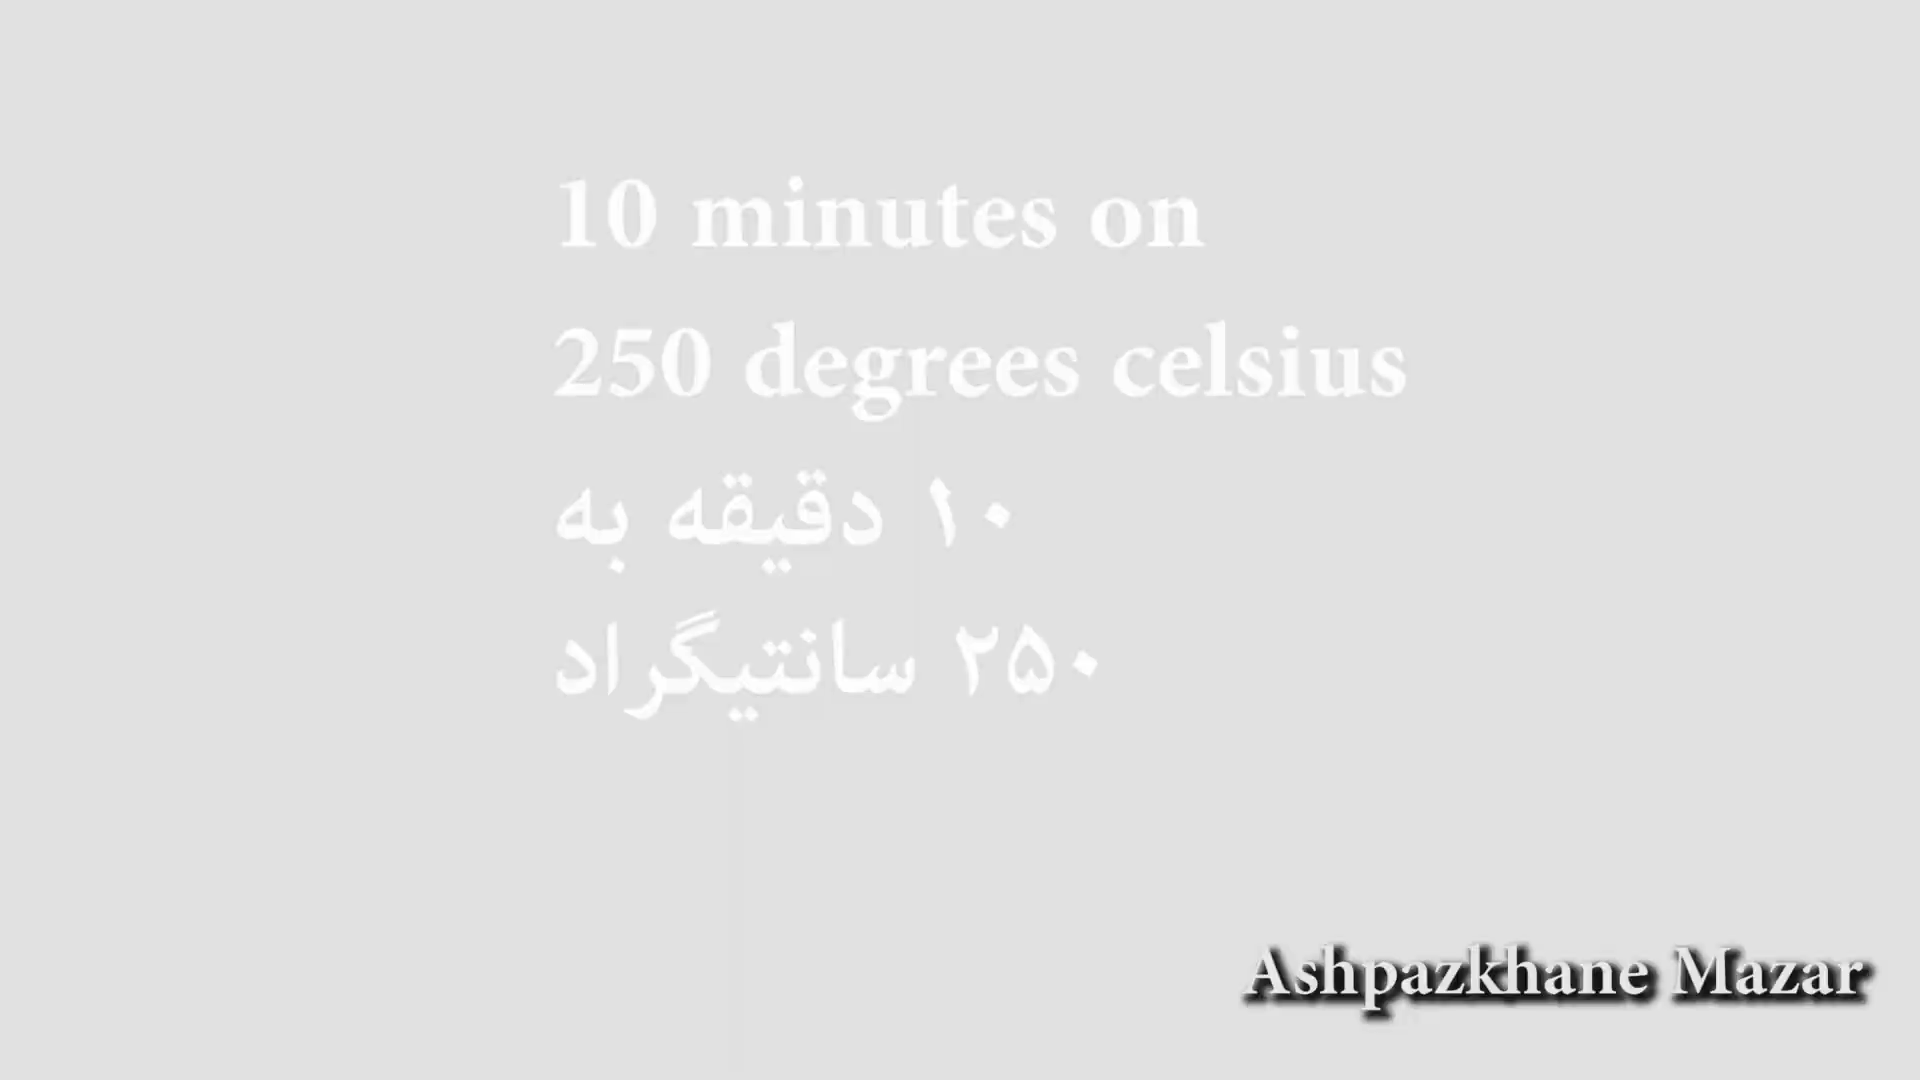 10 minutes on
250 degrees celsius
۱۰ دقیقه به
۲۵۰ سانتیگراد
Ashpazkhane Mazar